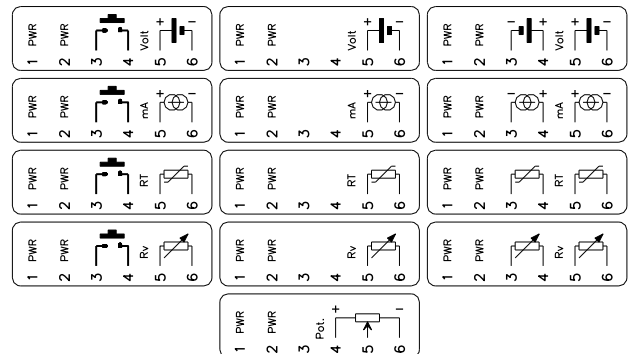 1 PWR 2 PWR 3 4 Volt 5 + 6 −
1 PWR 2 PWR 3 4 Volt 5 + 6 −
1 PWR 2 PWR 3 − 4 + Volt 5 + 6 −
1 PWR 2 PWR 3 4 mA 5 + 6 −
1 PWR 2 PWR 3 4 mA 5 + 6 −
1 PWR 2 PWR 3 − 4 + mA 5 + 6 −
1 PWR 2 PWR 3 4 RT 5 6
1 PWR 2 PWR 3 4 RT 5 6
1 PWR 2 PWR 3 4 RT 5 6
1 PWR 2 PWR 3 4 Rv 5 6
1 PWR 2 PWR 3 4 Rv 5 6
1 PWR 2 PWR 3 4 Rv 5 6
1 PWR 2 PWR 3 Pot. 4 + 5 6 −